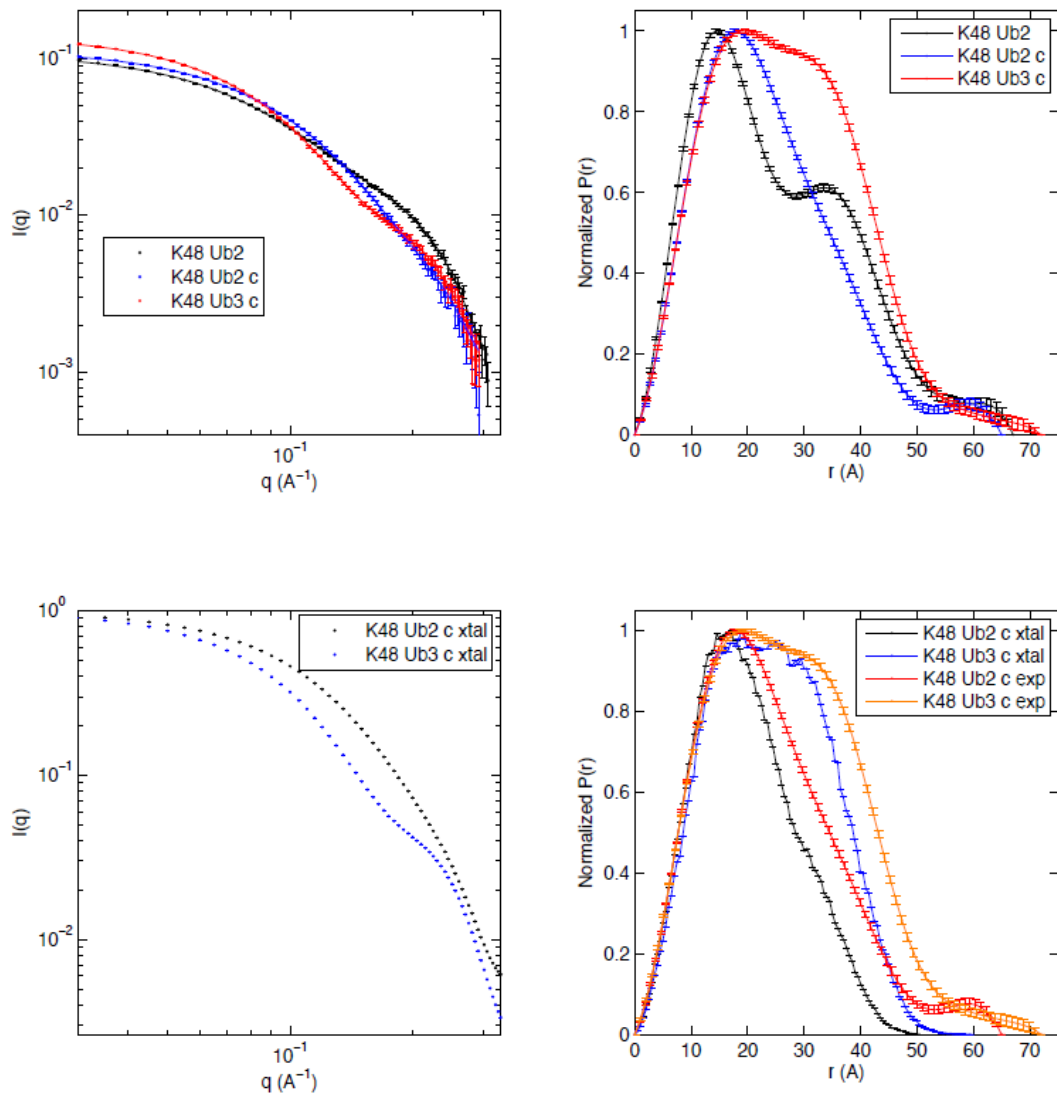 10⁻¹
10⁻²
10⁻³
I(q)
K48 Ub2
K48 Ub2 c
K48 Ub3 c
10⁻¹
q (A⁻¹)
1
0.8
0.6
0.4
0.2
0
Normalized P(r)
K48 Ub2
K48 Ub2 c
K48 Ub3 c
0 10 20 30 40 50 60 70
r (A)
10⁰
10⁻¹
10⁻²
I(q)
K48 Ub2 c xtal
K48 Ub3 c xtal
10⁻¹
q (A⁻¹)
1
0.8
0.6
0.4
0.2
0
Normalized P(r)
K48 Ub2 c xtal
K48 Ub3 c xtal
K48 Ub2 c exp
K48 Ub3 c exp
0 10 20 30 40 50 60 70
r (A)